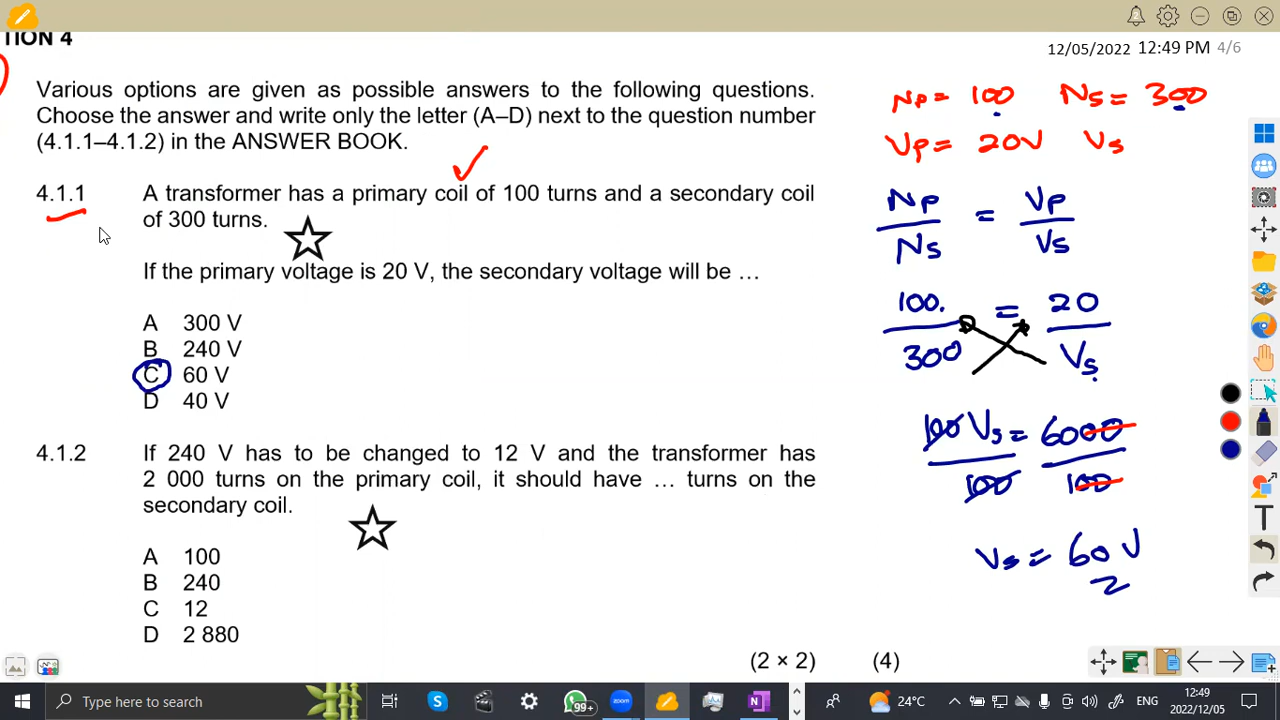 TION 4
12/05/2022 12:49 PM 4/6
Various options are given as possible answers to the following questions.
Choose the answer and write only the letter (A–D) next to the question number
(4.1.1–4.1.2) in the ANSWER BOOK.
4.1.1 A transformer has a primary coil of 100 turns and a secondary coil
of 300 turns.
If the primary voltage is 20 V, the secondary voltage will be …
A 300 V
B 240 V
C 60 V
D 40 V
4.1.2 If 240 V has to be changed to 12 V and the transformer has
2 000 turns on the primary coil, it should have … turns on the
secondary coil.
A 100
B 240
C 12
D 2 880
(2 × 2) (4)
NP = 100 NS = 300
VP = 20V VS
NP = VP
NS VS
100. = 20
300 VS
100 VS = 6000
100 100
VS = 60 V
Type here to search
99+
zoom
24°C
ENG
12:49
2022/12/05